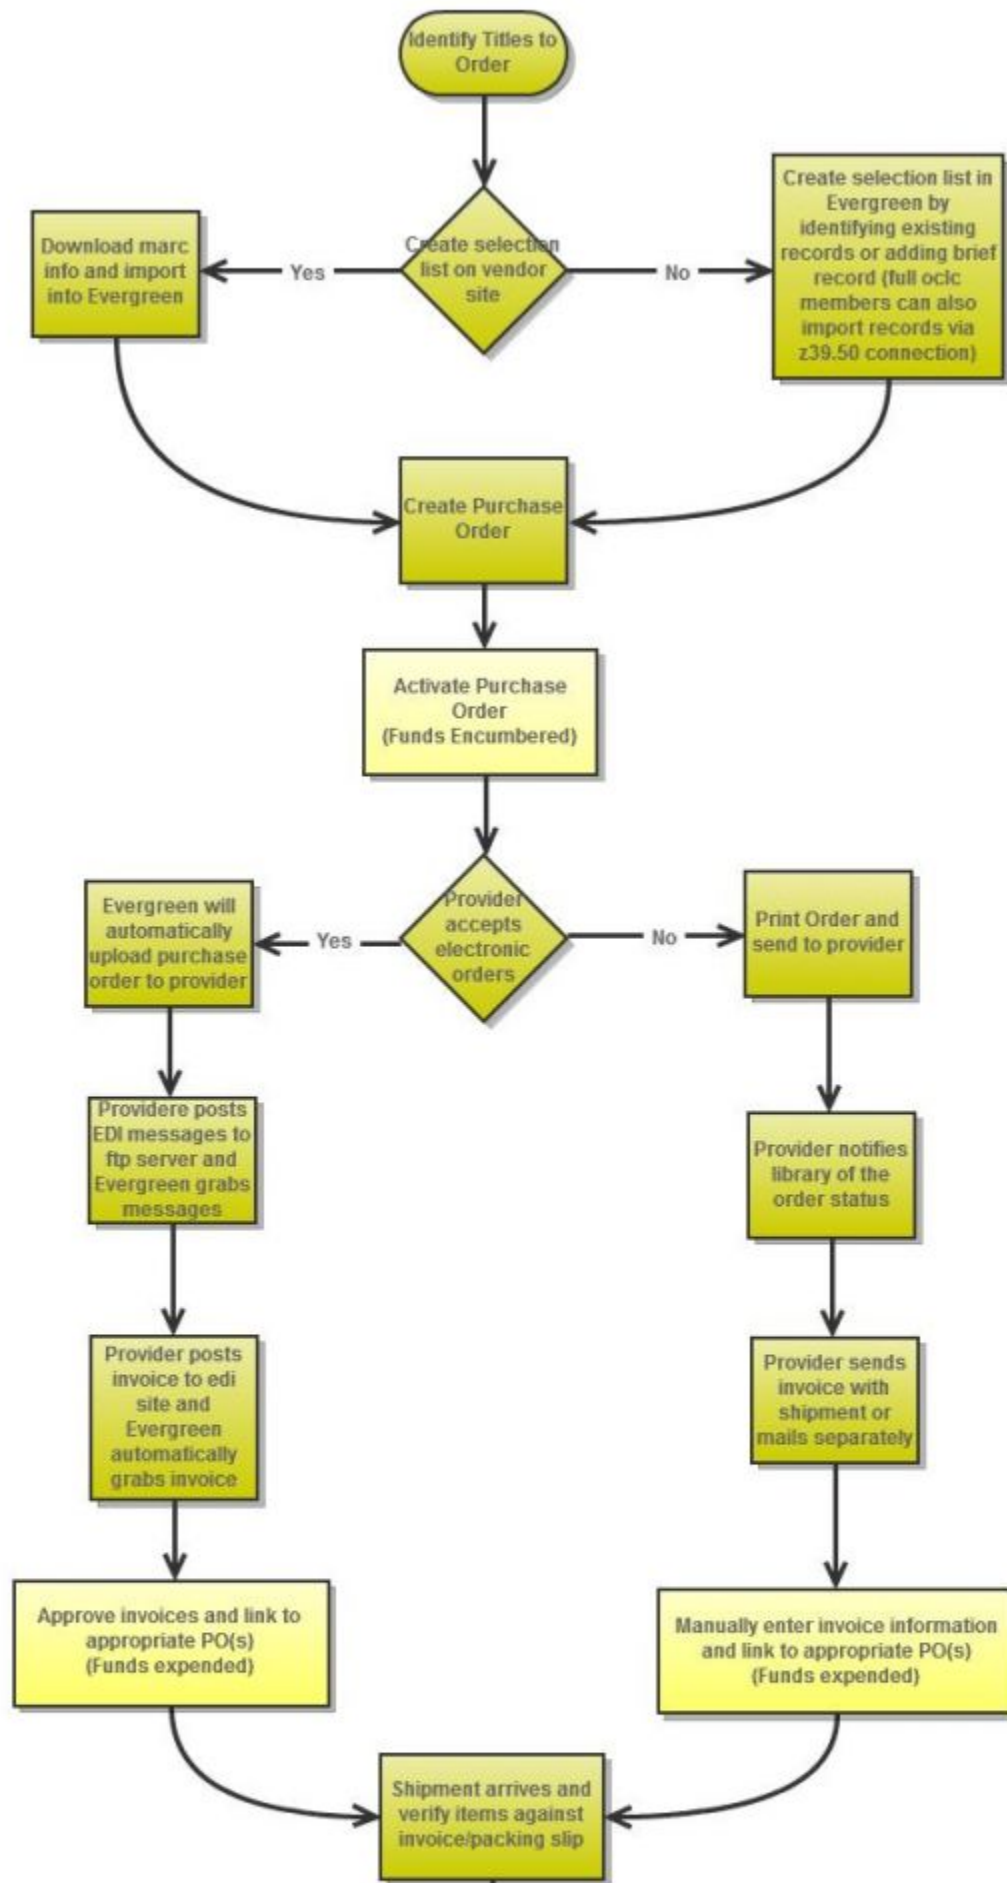 Identify Titles to
Order
Create selection
list on vendor
site
Yes
No
Download marc
info and import
into Evergreen
Create selection list in
Evergreen by
identifying existing
records or adding brief
record (full oclc
members can also
import records via
z39.50 connection)
Create Purchase
Order
Activate Purchase
Order
(Funds Encumbered)
Provider
accepts
electronic
orders
Yes
No
Evergreen will
automatically
upload purchase
order to provider
Print Order and
send to provider
Providere posts
EDI messages to
ftp server and
Evergreen grabs
messages
Provider notifies
library of the
order status
Provider posts
invoice to edi
site and
Evergreen
automatically
grabs invoice
Provider sends
invoice with
shipment or
mails separately
Approve invoices and link to
appropriate PO(s)
(Funds expended)
Manually enter invoice information
and link to appropriate PO(s)
(Funds expended)
Shipment arrives and
verify items against
invoice/packing slip